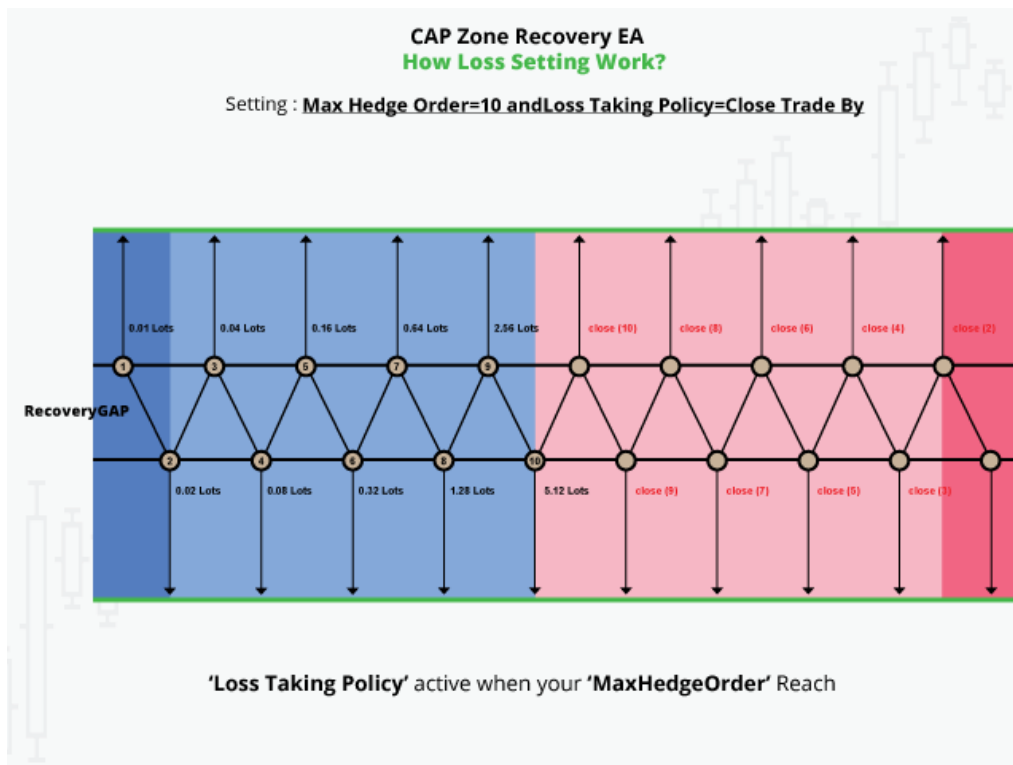 CAP Zone Recovery EA
How Loss Setting Work?
Setting : Max Hedge Order=10 andLoss Taking Policy=Close Trade By
0.01 Lots
0.04 Lots
0.16 Lots
0.64 Lots
2.56 Lots
close (10)
close (8)
close (6)
close (4)
close (2)
1
3
5
7
9
RecoveryGAP
2
4
6
8
10
0.02 Lots
0.08 Lots
0.32 Lots
1.28 Lots
5.12 Lots
close (9)
close (7)
close (5)
close (3)
‘Loss Taking Policy’ active when your ‘MaxHedgeOrder’ Reach